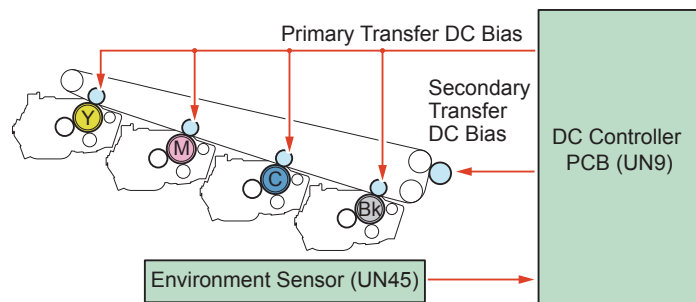 Primary Transfer DC Bias
Secondary
Transfer
DC Bias
DC Controller
PCB (UN9)
Y
M
C
Bk
Environment Sensor (UN45)